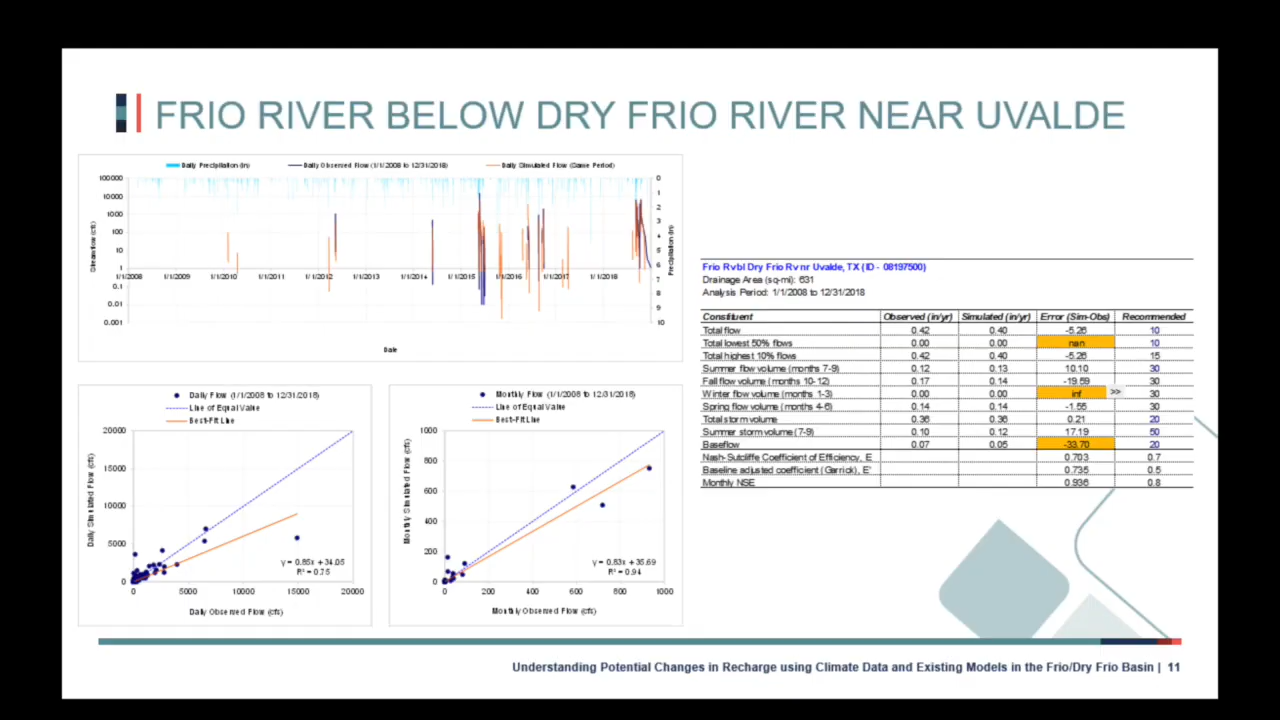 FRIO RIVER BELOW DRY FRIO RIVER NEAR UVALDE
Daily Precipitation (in) Daily Observed Flow (1/1/2008 to 12/31/2018) Daily Simulated Flow (Same Period)
100000 0
10000 1
1000 2
3
100 4
10 5
1 6
1/1/2008 1/1/2009 1/1/2010 1/1/2011 1/1/2012 1/1/2013 1/1/2014 1/1/2015 1/1/2016 1/1/2017 1/1/2018
7
0.1 8
0.01 9
0.001 10
Streamflow (cfs)
Precipitation (in)
Date
Daily Flow (1/1/2008 to 12/31/2018)
Line of Equal Value
Best-Fit Line
20000
15000
10000
5000
0
0 5000 10000 15000 20000
Daily Simulated Flow (cfs)
y = 0.65x + 34.05
R² = 0.75
Daily Observed Flow (cfs)
Monthly Flow (1/1/2008 to 12/31/2018)
Line of Equal Value
Best-Fit Line
1000
800
600
400
200
0
0 200 400 600 800 1000
Monthly Simulated Flow (cfs)
y = 0.83x + 35.69
R² = 0.94
Monthly Observed Flow (cfs)
Frio Rvbl Dry Frio Rv nr Uvalde, TX (ID - 08197500)
Drainage Area (sq-mi): 631
Analysis Period: 1/1/2008 to 12/31/2018
Constituent Observed (in/yr) Simulated (in/yr) Error (Sim-Obs) Recommended
Total flow 0.42 0.40 -5.26 10
Total lowest 50% flows 0.00 0.00 nan 10
Total highest 10% flows 0.42 0.40 -5.26 15
Summer flow volume (months 7-9) 0.12 0.13 10.10 30
Fall flow volume (months 10-12) 0.17 0.14 -19.59 30
Winter flow volume (months 1-3) 0.00 0.00 inf >> 30
Spring flow volume (months 4-6) 0.14 0.14 -1.55 30
Total storm volume 0.36 0.36 0.21 20
Summer storm volume (7-9) 0.10 0.12 17.19 50
Baseflow 0.07 0.05 -33.70 20
Nash-Sutcliffe Coefficient of Efficiency, E 0.703 0.7
Baseline adjusted coefficient (Garrick), E' 0.735 0.5
Monthly NSE 0.936 0.8
Understanding Potential Changes in Recharge using Climate Data and Existing Models in the Frio/Dry Frio Basin | 11